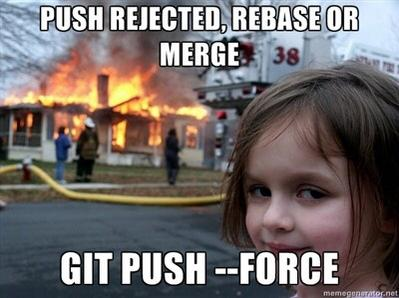 PUSH REJECTED, REBASE OR
MERGE
38
GIT PUSH --FORCE
memegenerator.net